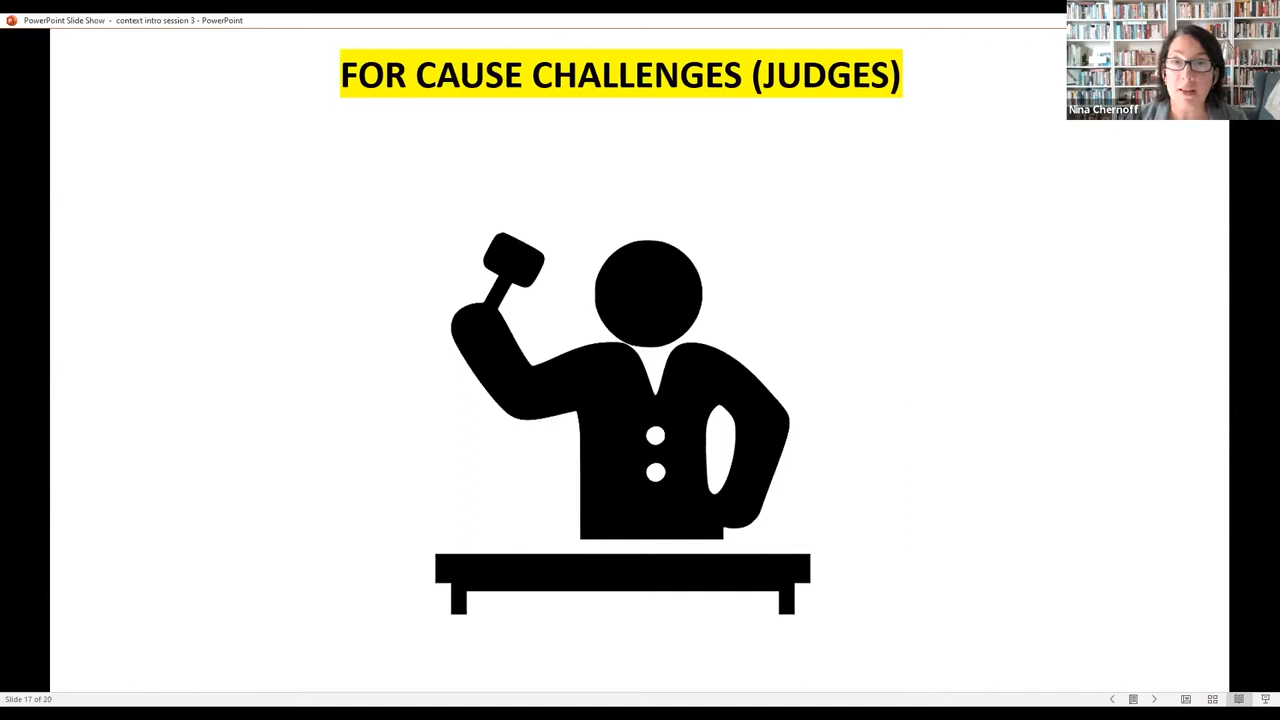 PowerPoint Slide Show - context intro session 3 - PowerPoint
FOR CAUSE CHALLENGES (JUDGES)
Nina Chernoff
Slide 17 of 20